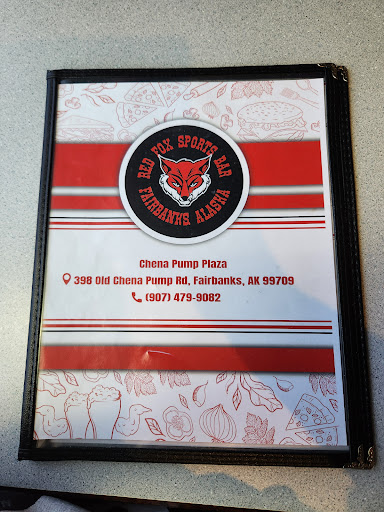 RED FOX SPORTS BAR
FAIRBANKS ALASKA
Chena Pump Plaza
398 Old Chena Pump Rd, Fairbanks, AK 99709
(907) 479-9082